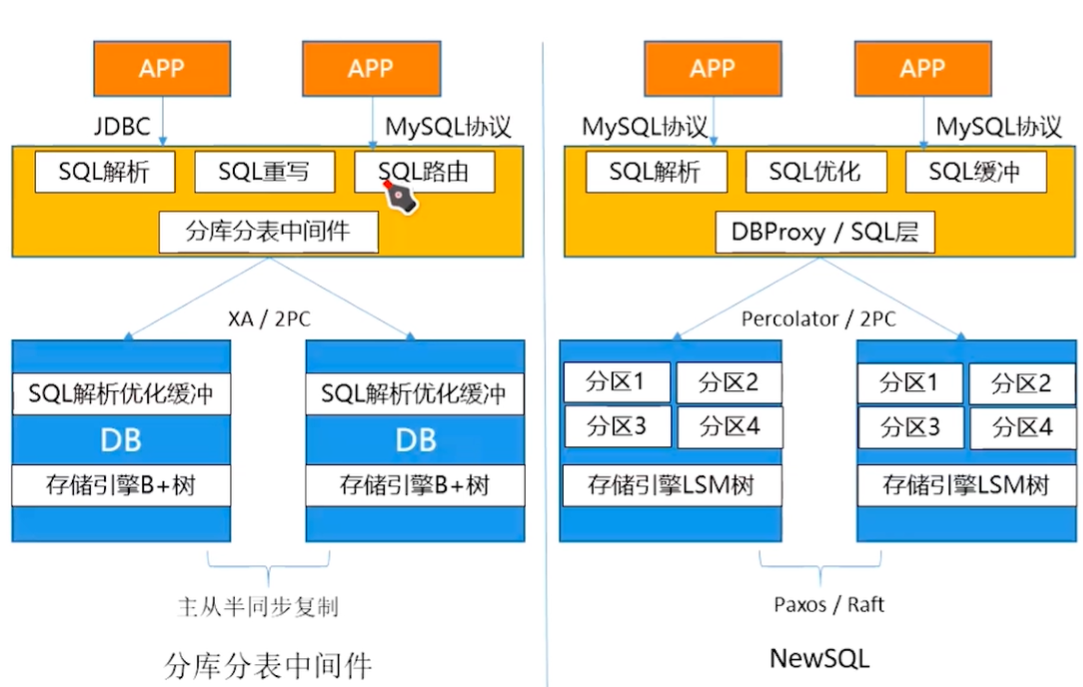 APP
APP
JDBC
MySQL协议
SQL解析
SQL重写
SQL路由
分库分表中间件
XA / 2PC
SQL解析优化缓冲
DB
存储引擎B+树
SQL解析优化缓冲
DB
存储引擎B+树
主从半同步复制
分库分表中间件
APP
APP
MySQL协议
MySQL协议
SQL解析
SQL优化
SQL缓冲
DBProxy / SQL层
Percolator / 2PC
分区1
分区2
分区3
分区4
存储引擎LSM树
分区1
分区2
分区3
分区4
存储引擎LSM树
Paxos / Raft
NewSQL